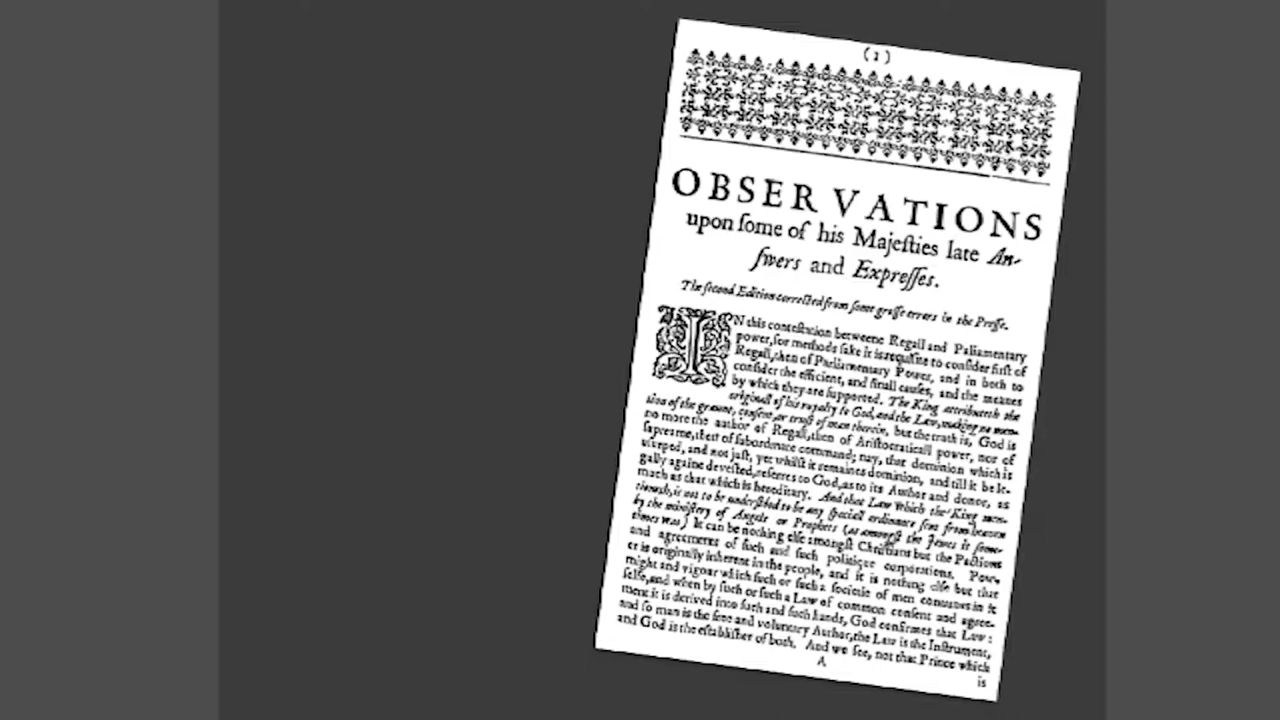 (1)
OBSERVATIONS
upon ſome of his Majeſties late An-
ſwers and Expreſſes.
The ſecond Edition corrected from ſome groſſe errors in the Preſſe.
IN this conteſtation betweene Regall and Paliamentary
power, for methods ſake it is requiſite to conſider firſt of
Regall, then of Parliamentary Power, and in both to
conſider the efficient, and finall cauſes, and the meanes
by which they are ſupported. The King attributeth the
originall of his royalty to God, and the Law, making no men-
tion of the graunt, conſent, or truſt of man therein, but the truth is, God is
no more the author of Regall, then of Ariſtocraticall power, nor of
ſupreame, then of ſubordinate command; nay, that dominion which is
uſurped, and not juſt, yet whilſt it remaines dominion, and till it be le-
gally againe deveſted, referres to God, as to its Author and donor, as
much as that which is hereditary. And that Law which the King men-
tioneth, is not to be underſtood to be any ſpeciall ordinance ſent from heaven
by the miniſtery of Angels or Prophets (as amongſt the Jewes it ſome-
times was) It can be nothing elſe amongſt Chriſtians but the Pactions
and agreements of ſuch and ſuch politique corporations. Pow-
er is originally inherent in the people, and it is nothing elſe but that
might and vigour which ſuch or ſuch a ſocietie of men containes in it
ſelfe, and when by ſuch or ſuch a Law of common conſent and agree-
ment it is derived into ſuch and ſuch hands, God confirmes that Law:
and ſo man is the free and voluntary Author, the Law is the Inſtrument,
and God is the eſtabliſher of both. And we ſee, not that Prince which
A
is